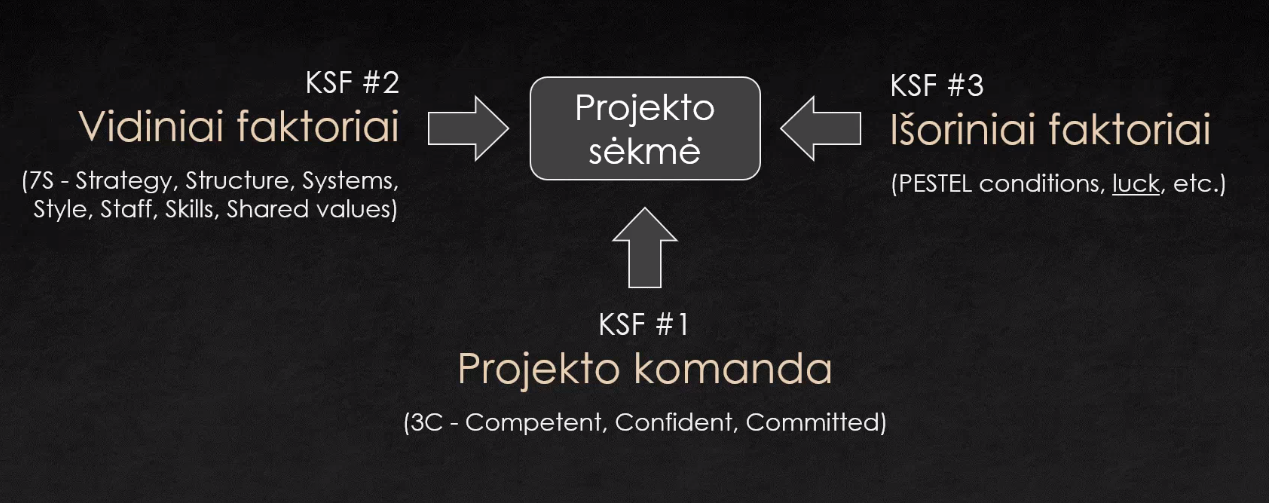 KSF #2
Vidiniai faktoriai
(7S - Strategy, Structure, Systems,
Style, Staff, Skills, Shared values)
Projekto
sėkmė
KSF #3
Išoriniai faktoriai
(PESTEL conditions, luck, etc.)
KSF #1
Projekto komanda
(3C - Competent, Confident, Committed)